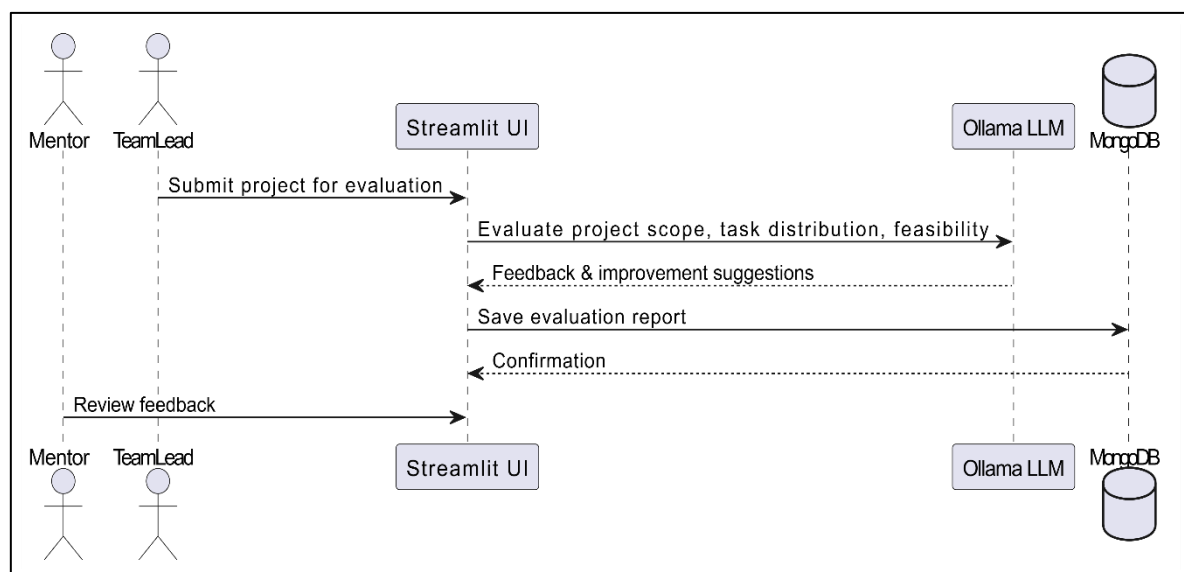 Mentor TeamLead Streamlit UI Ollama LLM MongoDB
Submit project for evaluation
Evaluate project scope, task distribution, feasibility
Feedback & improvement suggestions
Save evaluation report
Confirmation
Review feedback
Mentor TeamLead Streamlit UI Ollama LLM MongoDB